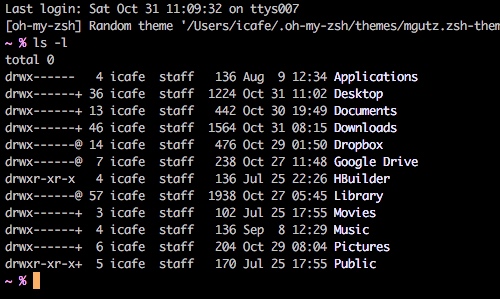 Last login: Sat Oct 31 11:09:32 on ttys007
[oh-my-zsh] Random theme '/Users/icafe/.oh-my-zsh/themes/mgutz.zsh-them
~ % ls -l
total 0
drwx------   4 icafe  staff   136 Aug  9 12:34 Applications
drwx------+ 36 icafe  staff  1224 Oct 31 11:02 Desktop
drwx------+ 13 icafe  staff   442 Oct 30 19:49 Documents
drwx------+ 46 icafe  staff  1564 Oct 31 08:15 Downloads
drwx------@ 14 icafe  staff   476 Oct 29 01:50 Dropbox
drwx------@  7 icafe  staff   238 Oct 27 11:48 Google Drive
drwxr-xr-x   4 icafe  staff   136 Jul 25 22:26 HBuilder
drwx------@ 57 icafe  staff  1938 Oct 27 05:45 Library
drwx------+  3 icafe  staff   102 Jul 25 17:55 Movies
drwx------+  4 icafe  staff   136 Sep  8 12:29 Music
drwx------+  6 icafe  staff   204 Oct 29 08:04 Pictures
drwxr-xr-x+  5 icafe  staff   170 Jul 25 17:55 Public
~ %